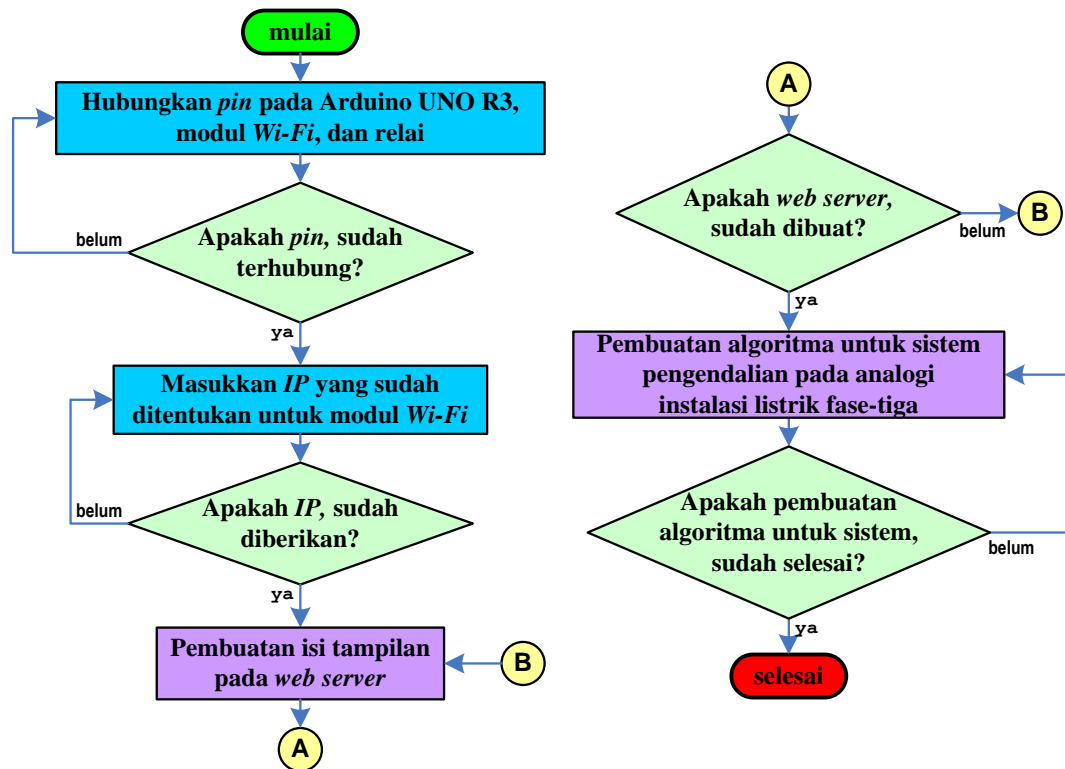 mulai
Hubungkan pin pada Arduino UNO R3,
modul Wi-Fi, dan relai
Apakah pin, sudah
terhubung?
belum
ya
Masukkan IP yang sudah
ditentukan untuk modul Wi-Fi
Apakah IP, sudah
diberikan?
belum
ya
Pembuatan isi tampilan
pada web server
B
A
A
Apakah web server,
sudah dibuat?
belum
B
ya
Pembuatan algoritma untuk sistem
pengendalian pada analogi
instalasi listrik fase-tiga
Apakah pembuatan
algoritma untuk sistem,
sudah selesai?
belum
ya
selesai